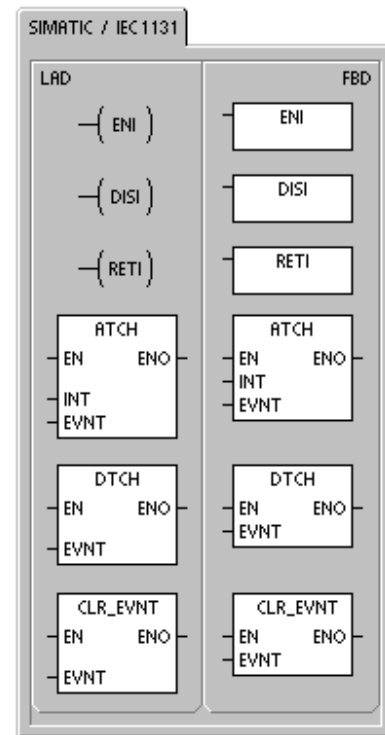 SIMATIC / IEC1131
LAD
FBD
ENI
ENI
DISI
DISI
RETI
RETI
ATCH
EN ENO
INT
EVNT
ATCH
EN ENO
INT
EVNT
DTCH
EN ENO
EVNT
DTCH
EN ENO
EVNT
CLR_EVNT
EN ENO
EVNT
CLR_EVNT
EN ENO
EVNT